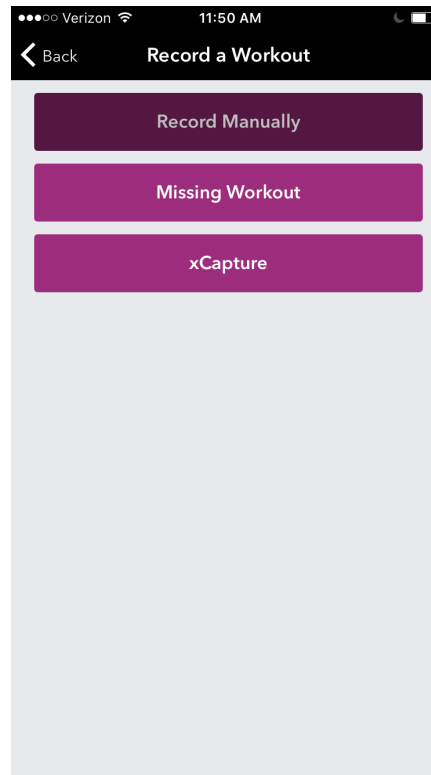 Verizon 11:50 AM
Back Record a Workout
Record Manually
Missing Workout
xCapture